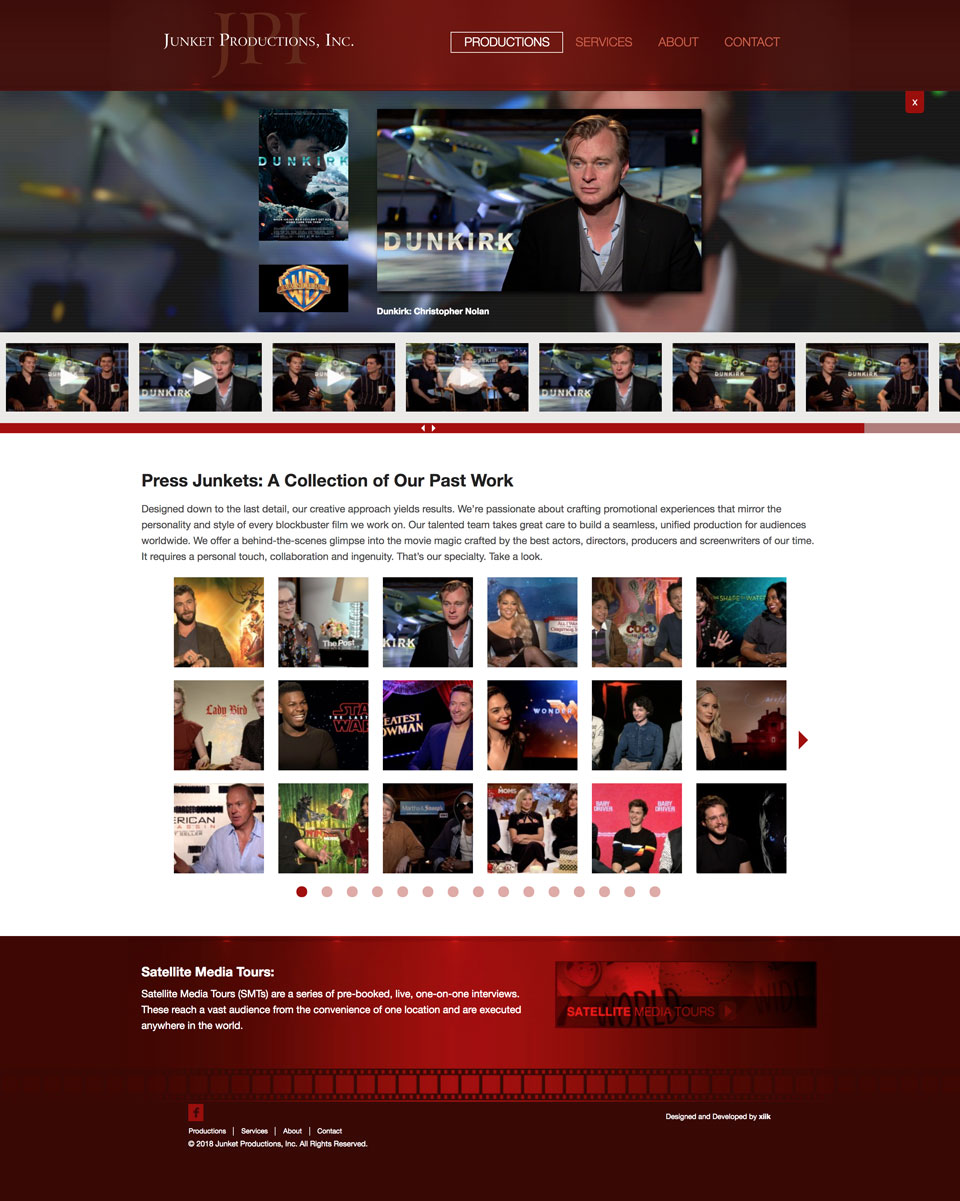 JPI
JUNKET PRODUCTIONS, INC.
PRODUCTIONS
SERVICES
ABOUT
CONTACT
x
DUNKIRK
WB
DUNKIRK
Dunkirk: Christopher Nolan
DUNKIRK
DUNKIRK
DUNKIRK
DUNKIRK
DUNKIRK
DUNKIRK
Press Junkets: A Collection of Our Past Work
Designed down to the last detail, our creative approach yields results. We’re passionate about crafting promotional experiences that mirror the
personality and style of every blockbuster film we work on. Our talented team takes great care to build a seamless, unified production for audiences
worldwide. We offer a behind-the-scenes glimpse into the movie magic crafted by the best actors, directors, producers and screenwriters of our time.
It requires a personal touch, collaboration and ingenuity. That’s our specialty. Take a look.
The Post
KIRK
COCO
SHAPE OF WATER
Lady Bird
STA
THE LAST
WAR
EATEST
OWMAN
WONDER
ERICAN
ASSASSIN
Martha & Snoop's
MOMS
BABY
DRIVER
BABY
DRIVER
Satellite Media Tours:
Satellite Media Tours (SMTs) are a series of pre-booked, live, one-on-one interviews.
These reach a vast audience from the convenience of one location and are executed
anywhere in the world.
WORLD
SATELLITE MEDIA TOURS
f
Designed and Developed by xiik
Productions | Services | About | Contact
© 2018 Junket Productions, Inc. All Rights Reserved.